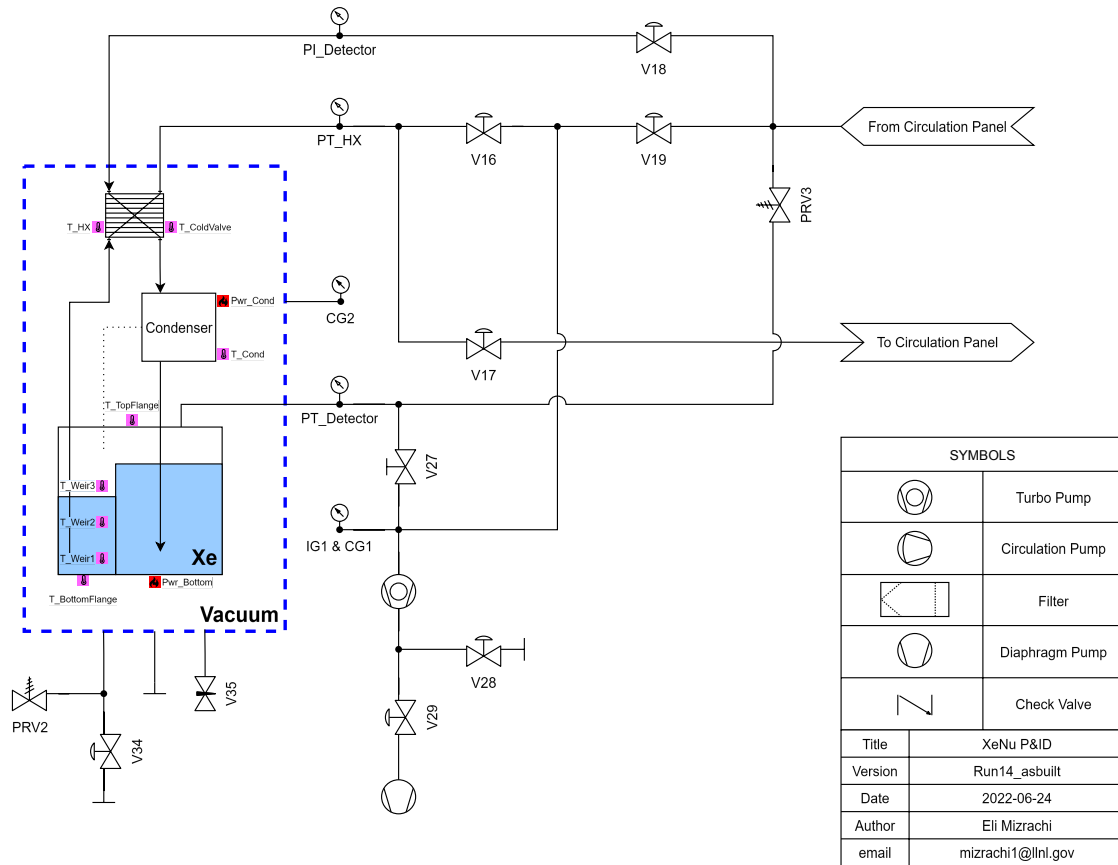 PI_Detector
V18
PT_HX
V16
V19
From Circulation Panel
PRV3
T_HX
T_ColdValve
Pwr_Cond
CG2
Condenser
T_Cond
V17
To Circulation Panel
T_TopFlange
PT_Detector
V27
T_Weir3
T_Weir2
T_Weir1
Xe
IG1 & CG1
Pwr_Bottom
T_BottomFlange
Vacuum
V28
V35
PRV2
V29
V34
SYMBOLS
Turbo Pump
Circulation Pump
Filter
Diaphragm Pump
Check Valve
Title XeNu P&ID
Version Run14_asbuilt
Date 2022-06-24
Author Eli Mizrachi
email mizrachi1@llnl.gov